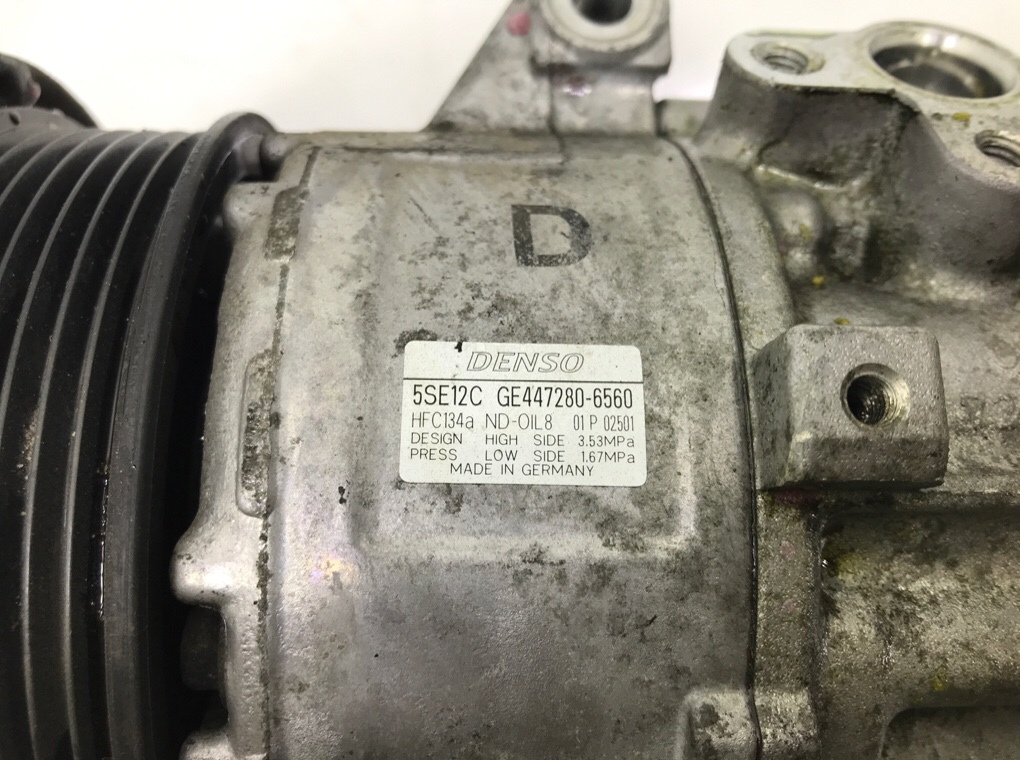 D
DENSO
5SE12C GE447280-6560
HFC134a ND-OIL8 01 P 02501
DESIGN HIGH SIDE 3.53MPa
PRESS LOW SIDE 1.67MPa
MADE IN GERMANY